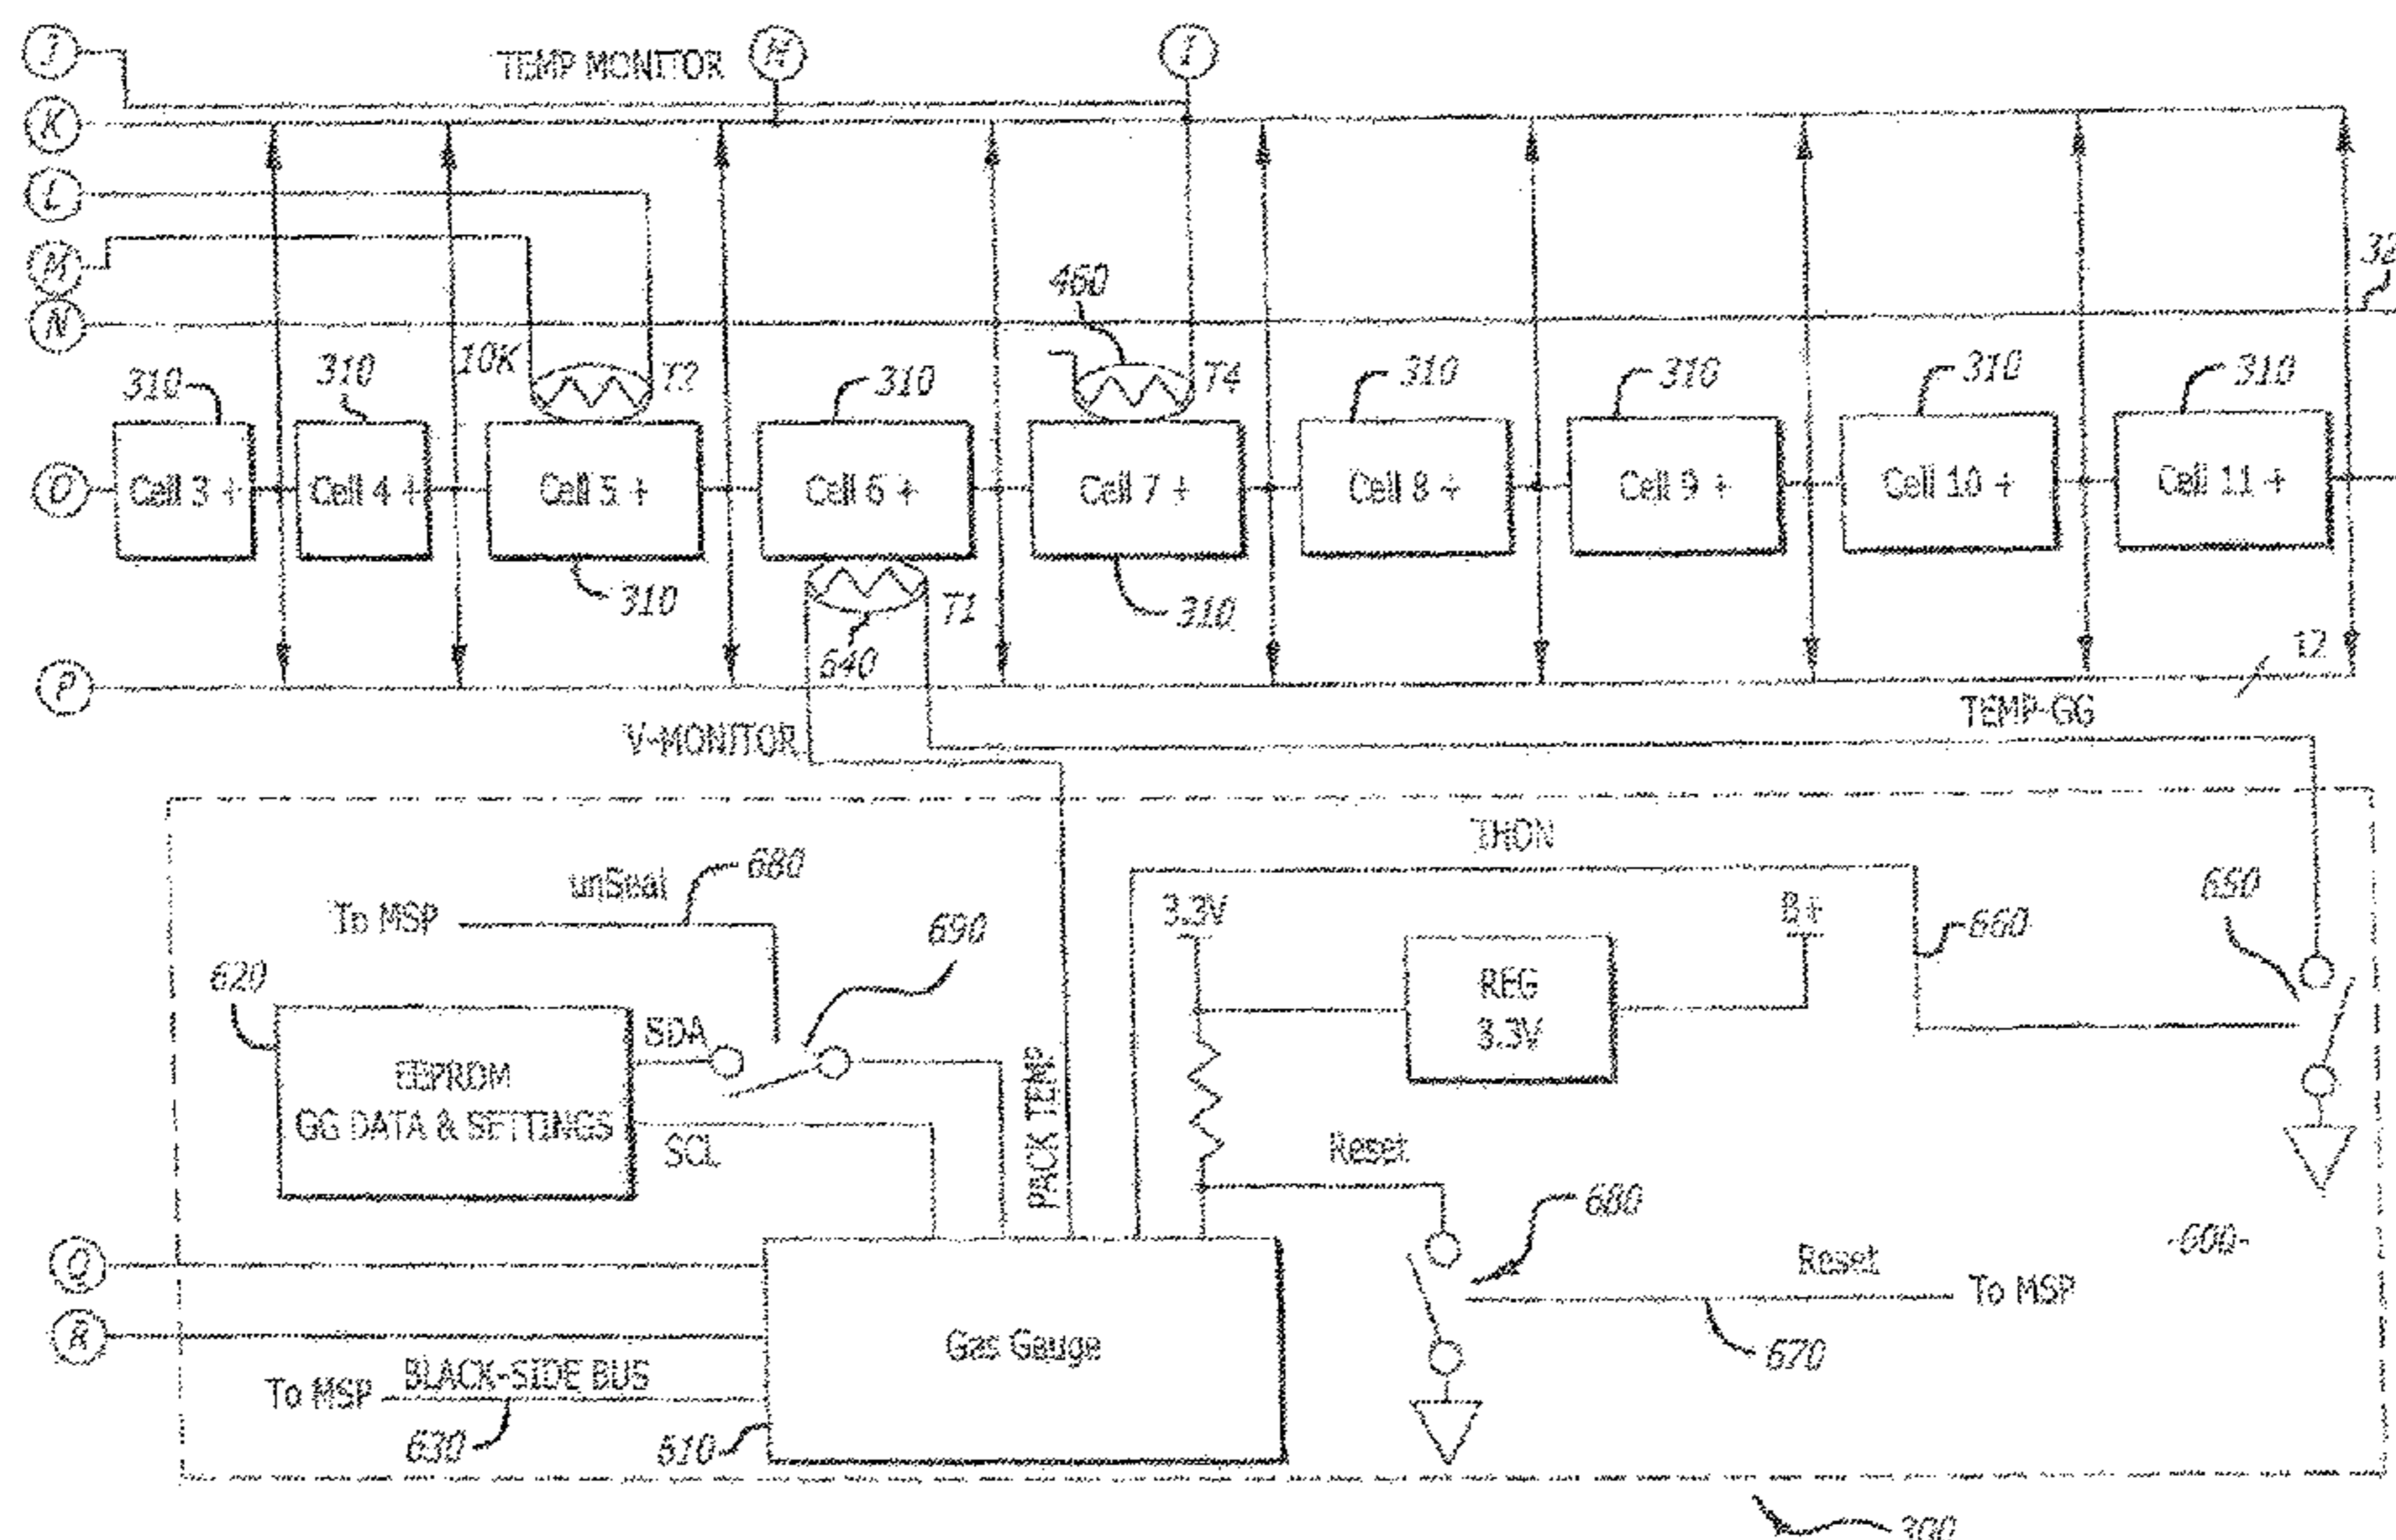 J
TEMP MONITOR
H
I
K
L
M
N
460
32
10K
T2
T4
310
310
310
310
310
310
310
O
Cell 3 +
Cell 4 +
Cell 5 +
Cell 6 +
Cell 7 +
Cell 8 +
Cell 9 +
Cell 10 +
Cell 11 +
310
T1
310
640
12
P
TEMP-GG
V-MONITOR
THON
unSeal
680
To MSP
690
3.3V
B+
660
650
620
REG
3.3V
SDA
EEPROM
GG DATA & SETTINGS
SCL
PACK TEMP
Reset
680
-600-
Q
Reset
To MSP
R
Gas Gauge
670
BLACK-SIDE BUS
To MSP
630
610
300